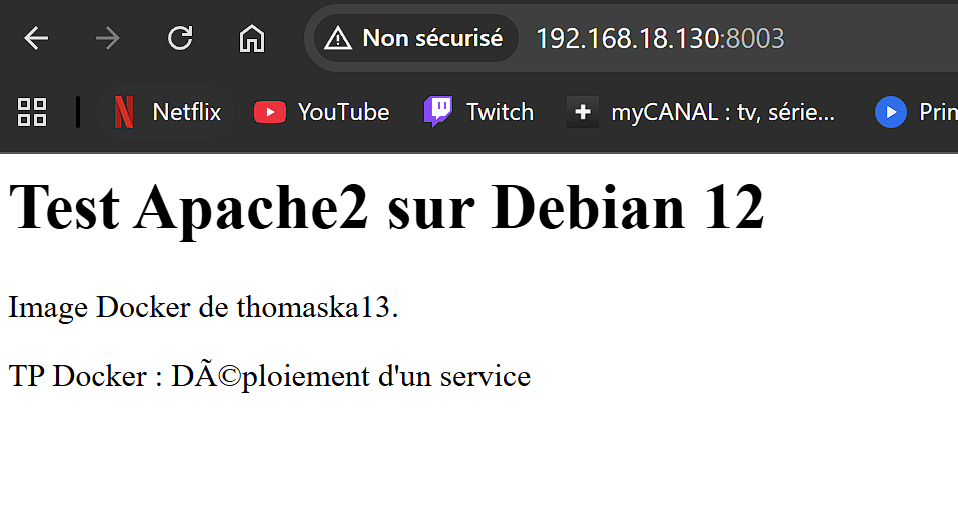 Non sécurisé 192.168.18.130:8003
Netflix YouTube Twitch myCANAL : tv, série... Prin
Test Apache2 sur Debian 12
Image Docker de thomaska13.
TP Docker : DÃ©ploiement d'un service